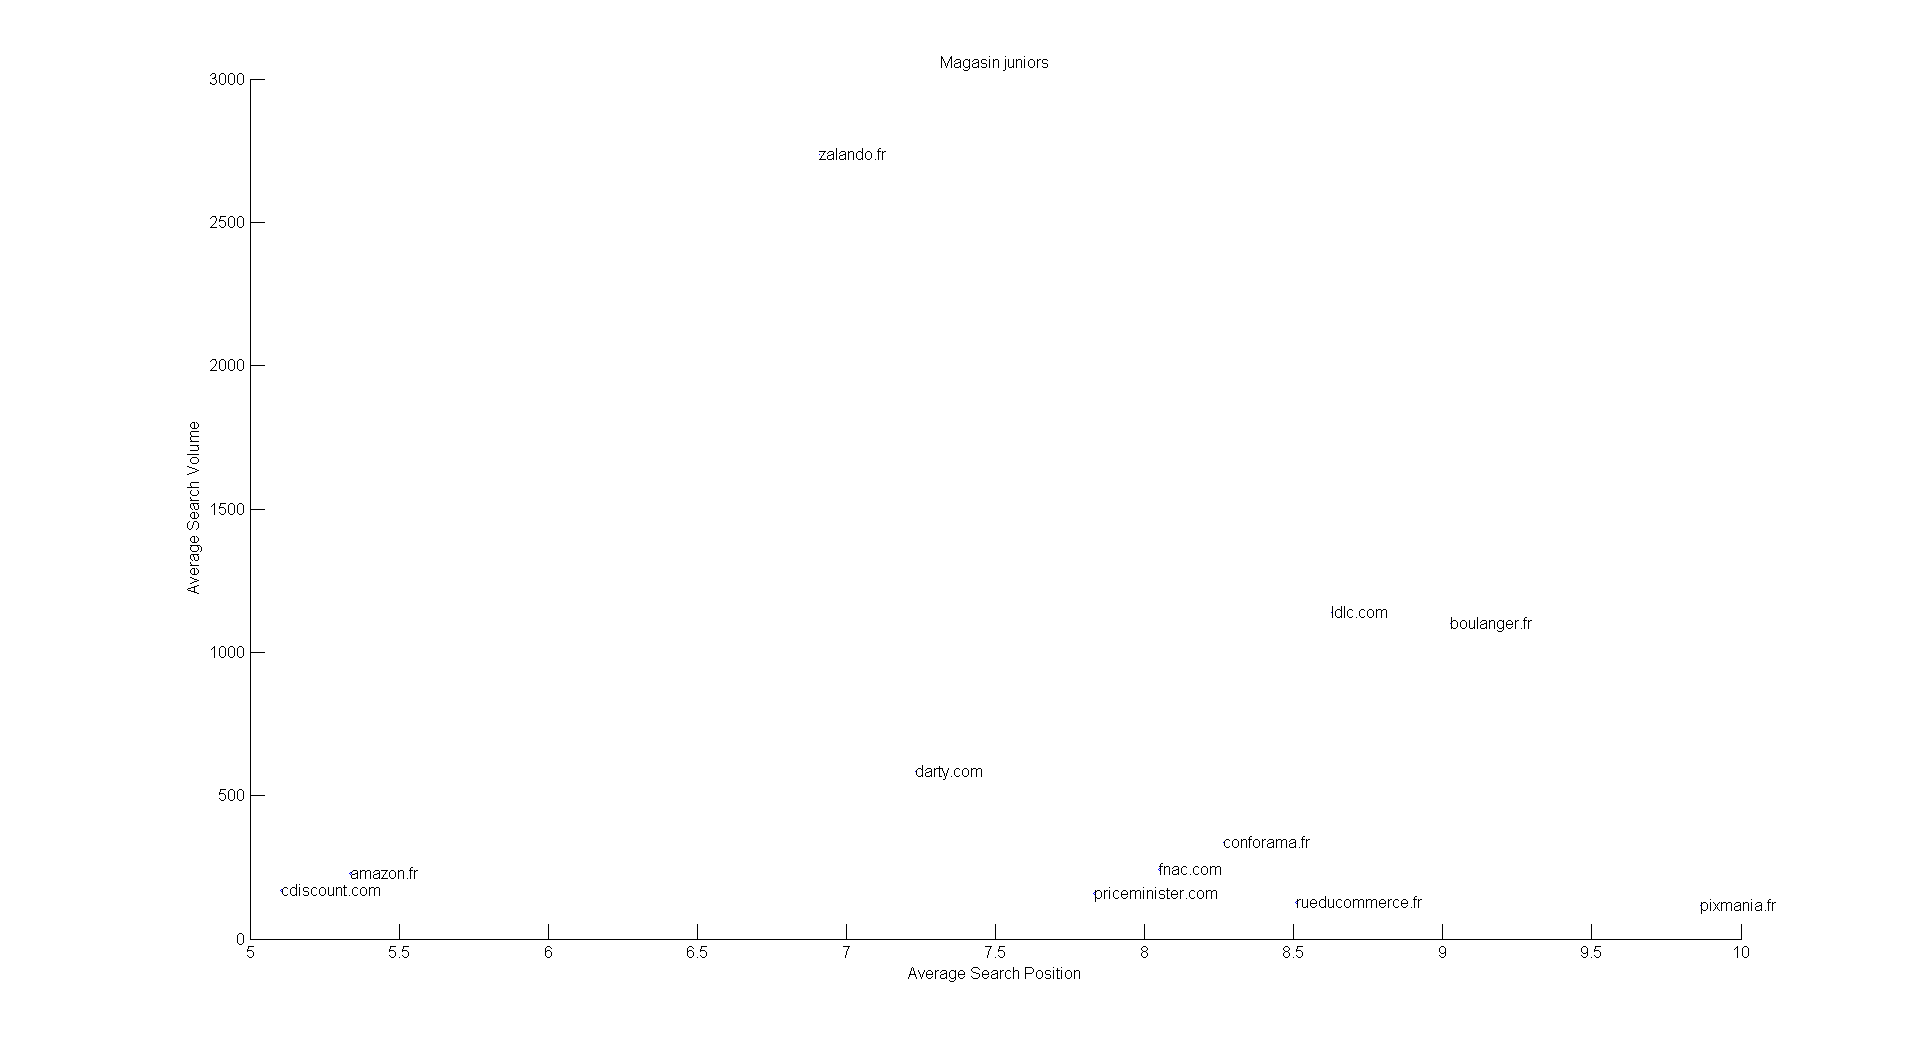 Magasin juniors
3000
zalando.fr
2500
2000
1500
Average Search Volume
ldlc.com
boulanger.fr
1000
darty.com
500
conforama.fr
fnac.com
amazon.fr
cdiscount.com
priceminister.com
rueducommerce.fr
pixmania.fr
0
5 5.5 6 6.5 7 7.5 8 8.5 9 9.5 10
Average Search Position